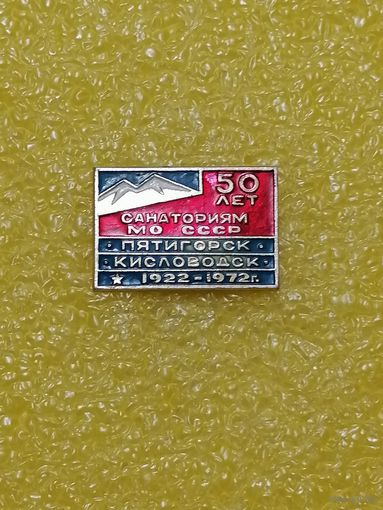 50
ЛЕТ
САНАТОРИЯМ
МО СССР
· ПЯТИГОРСК ·
· КИСЛОВОДСК ·
★ 1922-1972г.